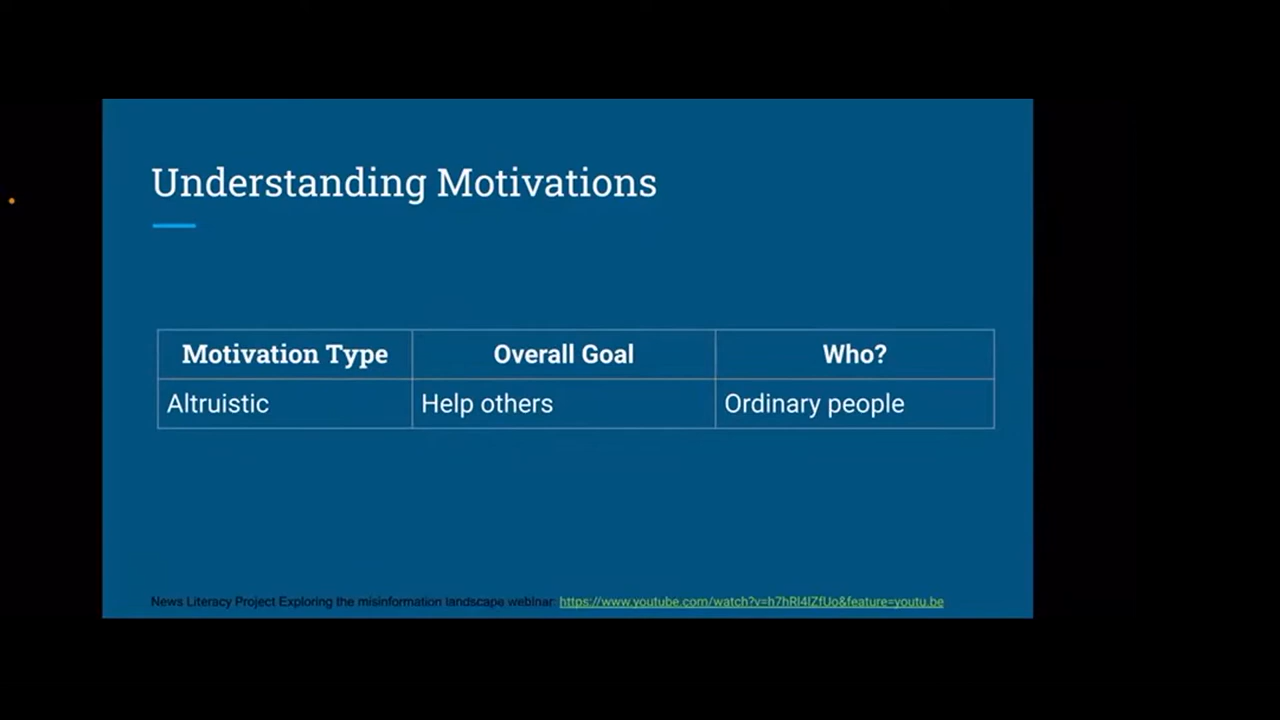 Understanding Motivations
Motivation Type Overall Goal Who?
Altruistic Help others Ordinary people
News Literacy Project Exploring the misinformation landscape webinar: https://www.youtube.com/watch?v=h7hRl4IZfUo&feature=youtu.be